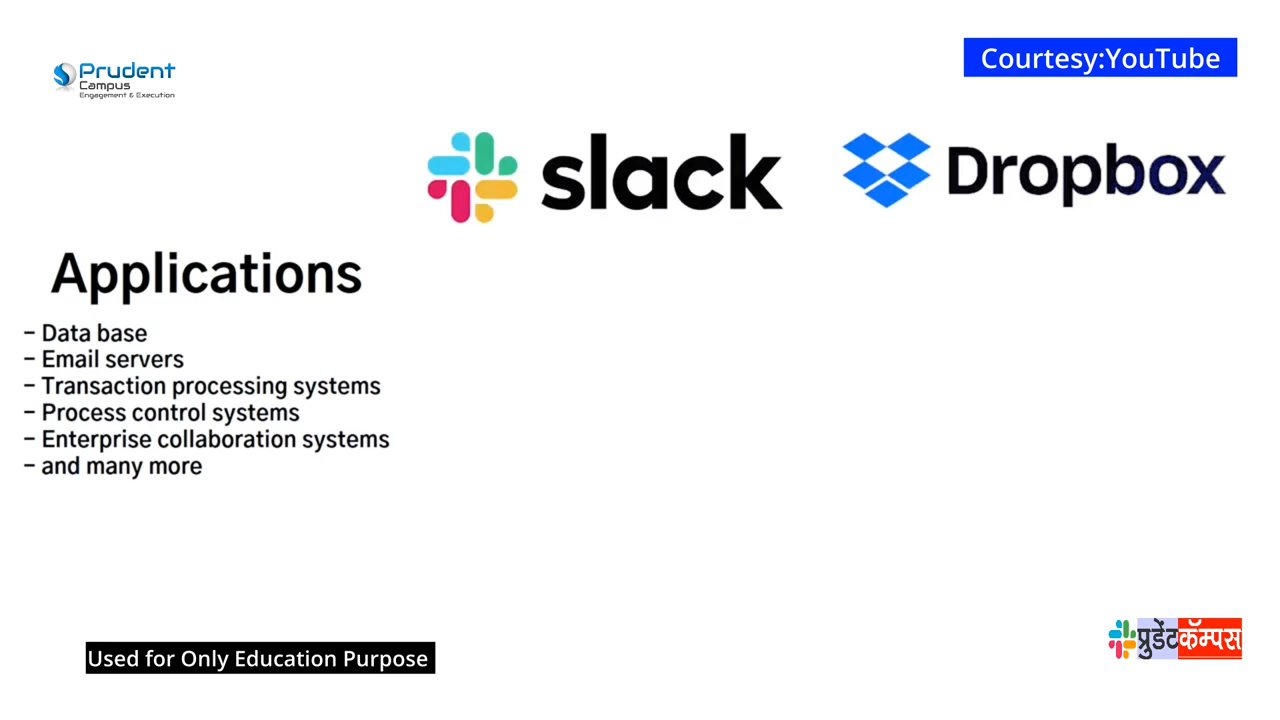 Prudent
Campus
Engagement & Execution
Courtesy:YouTube
slack
Dropbox
Applications
- Data base
- Email servers
- Transaction processing systems
- Process control systems
- Enterprise collaboration systems
- and many more
Used for Only Education Purpose
प्रुडेंट कॅम्पस